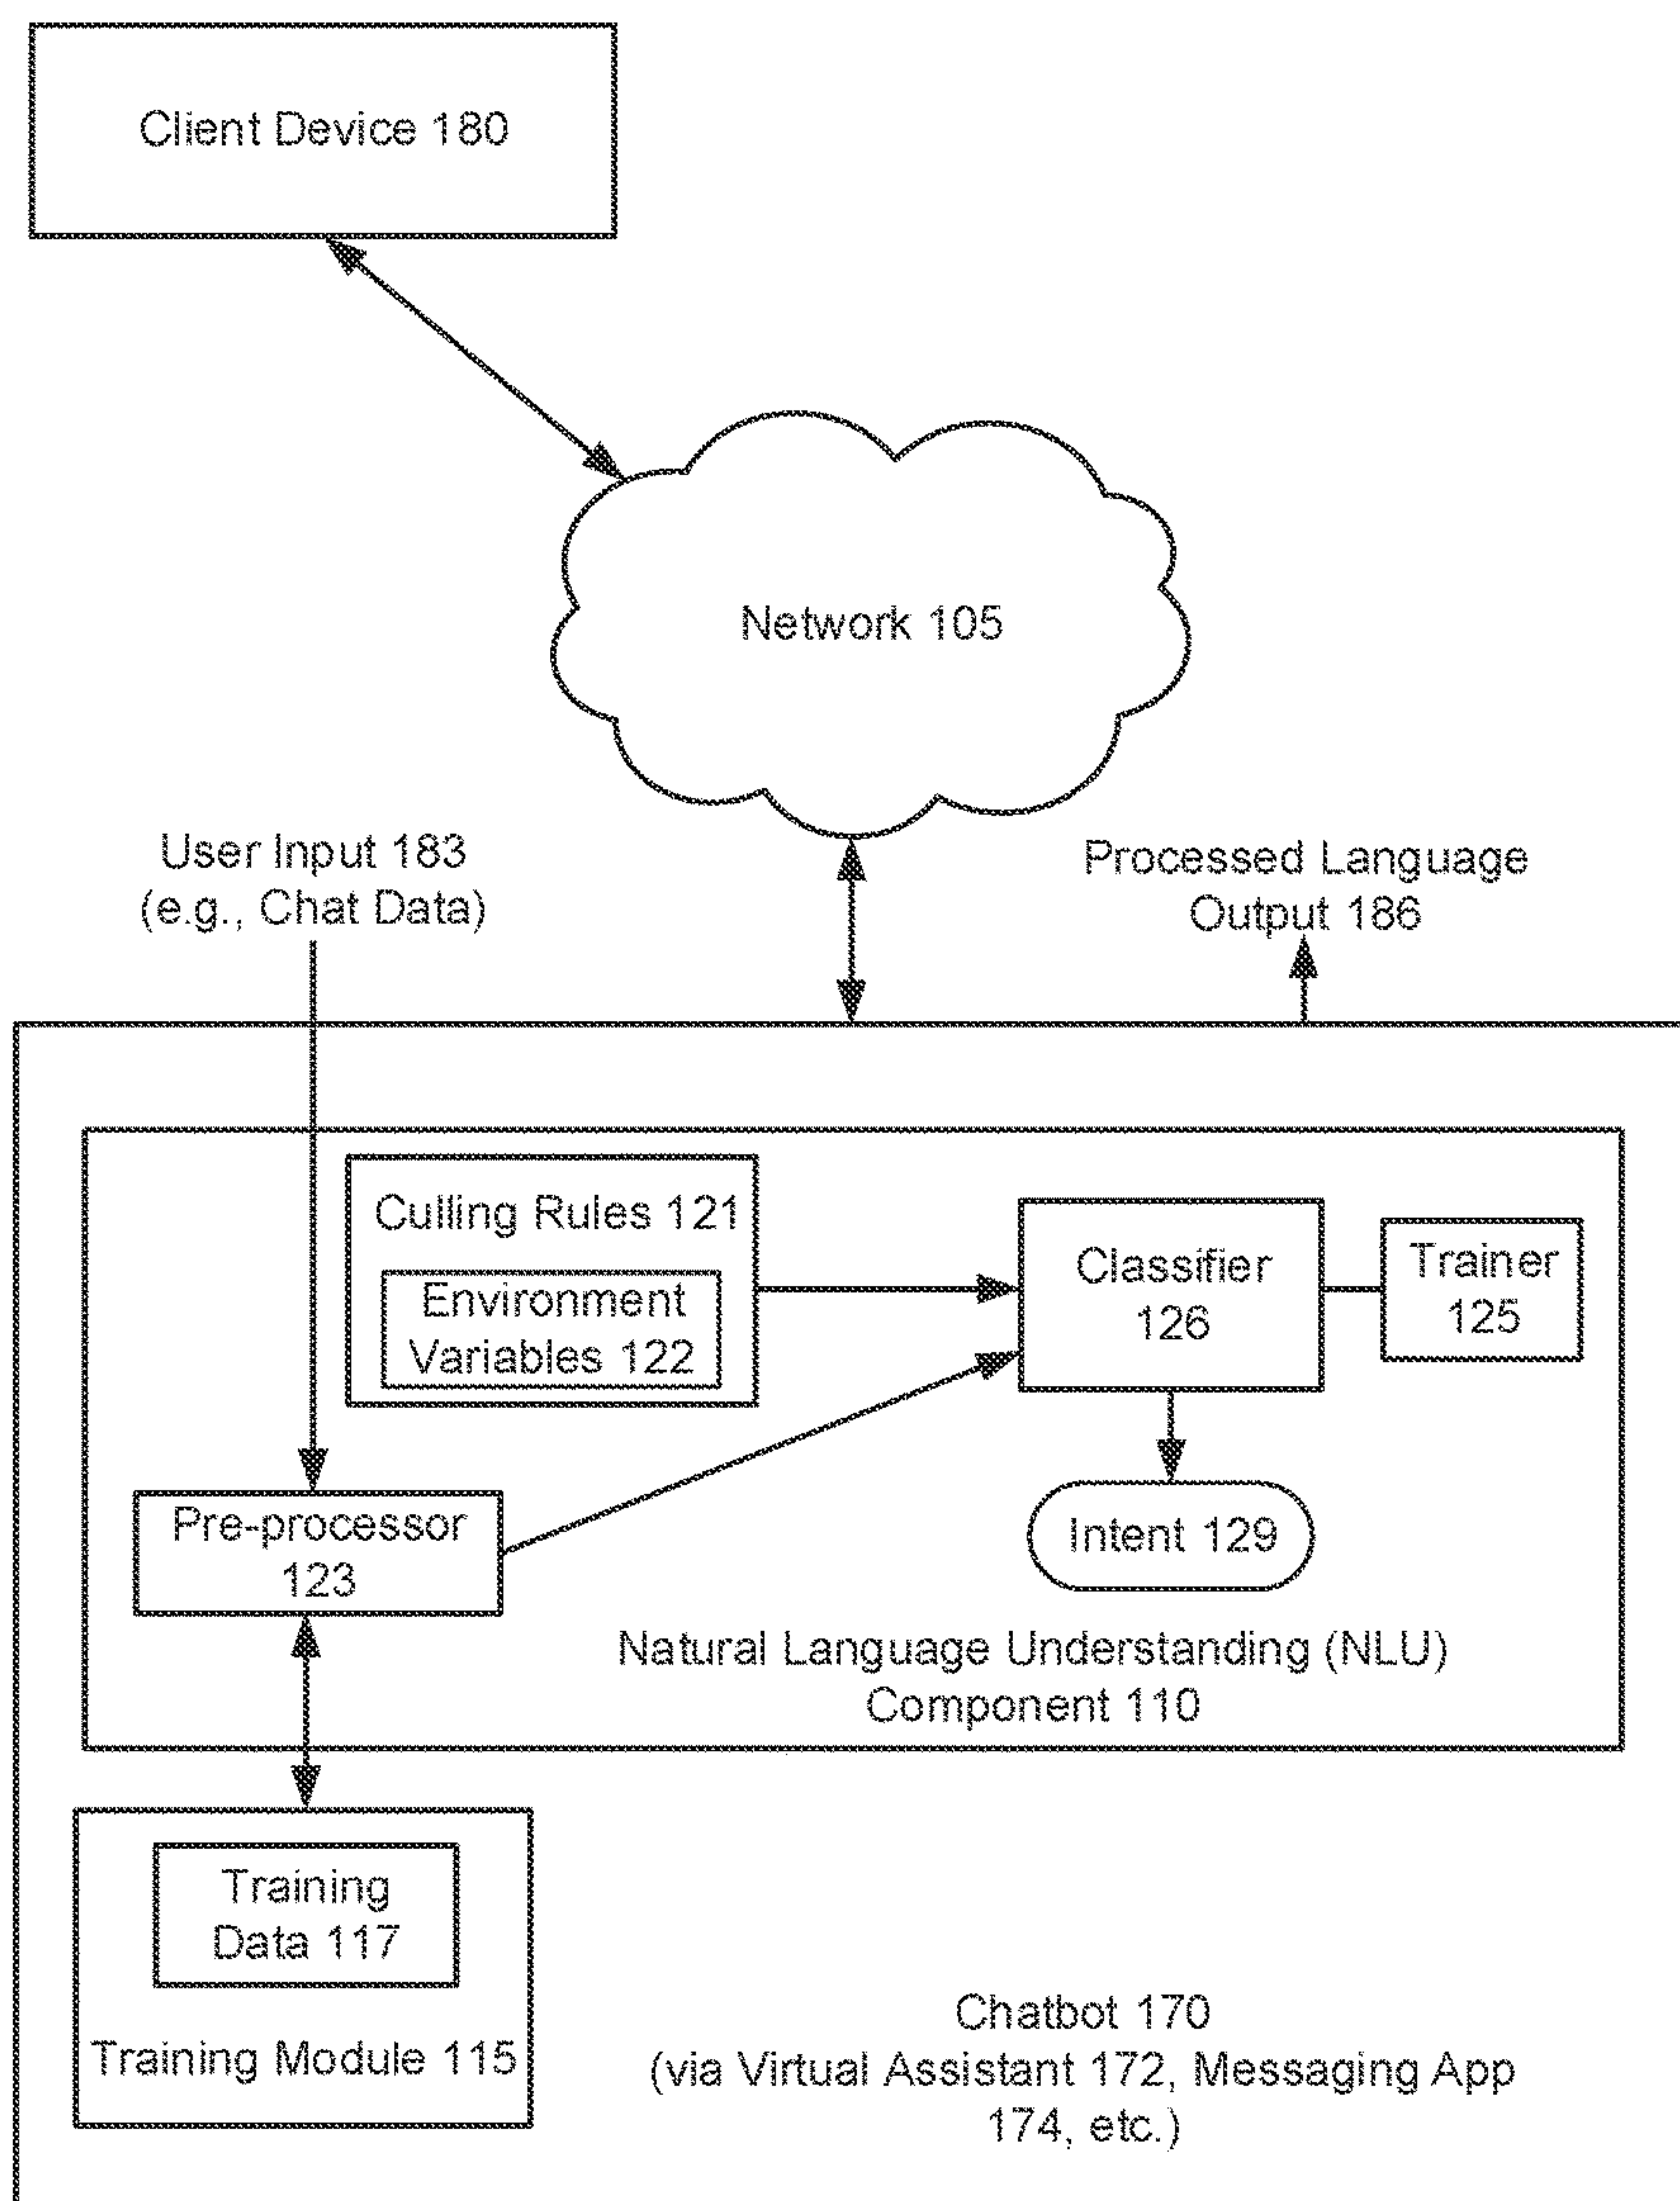 Client Device 180
Network 105
User Input 183
(e.g., Chat Data)
Processed Language
Output 186
Culling Rules 121
Environment
Variables 122
Classifier
126
Trainer
125
Pre-processor
123
Intent 129
Natural Language Understanding (NLU)
Component 110
Training
Data 117
Training Module 115
Chatbot 170
(via Virtual Assistant 172, Messaging App
174, etc.)